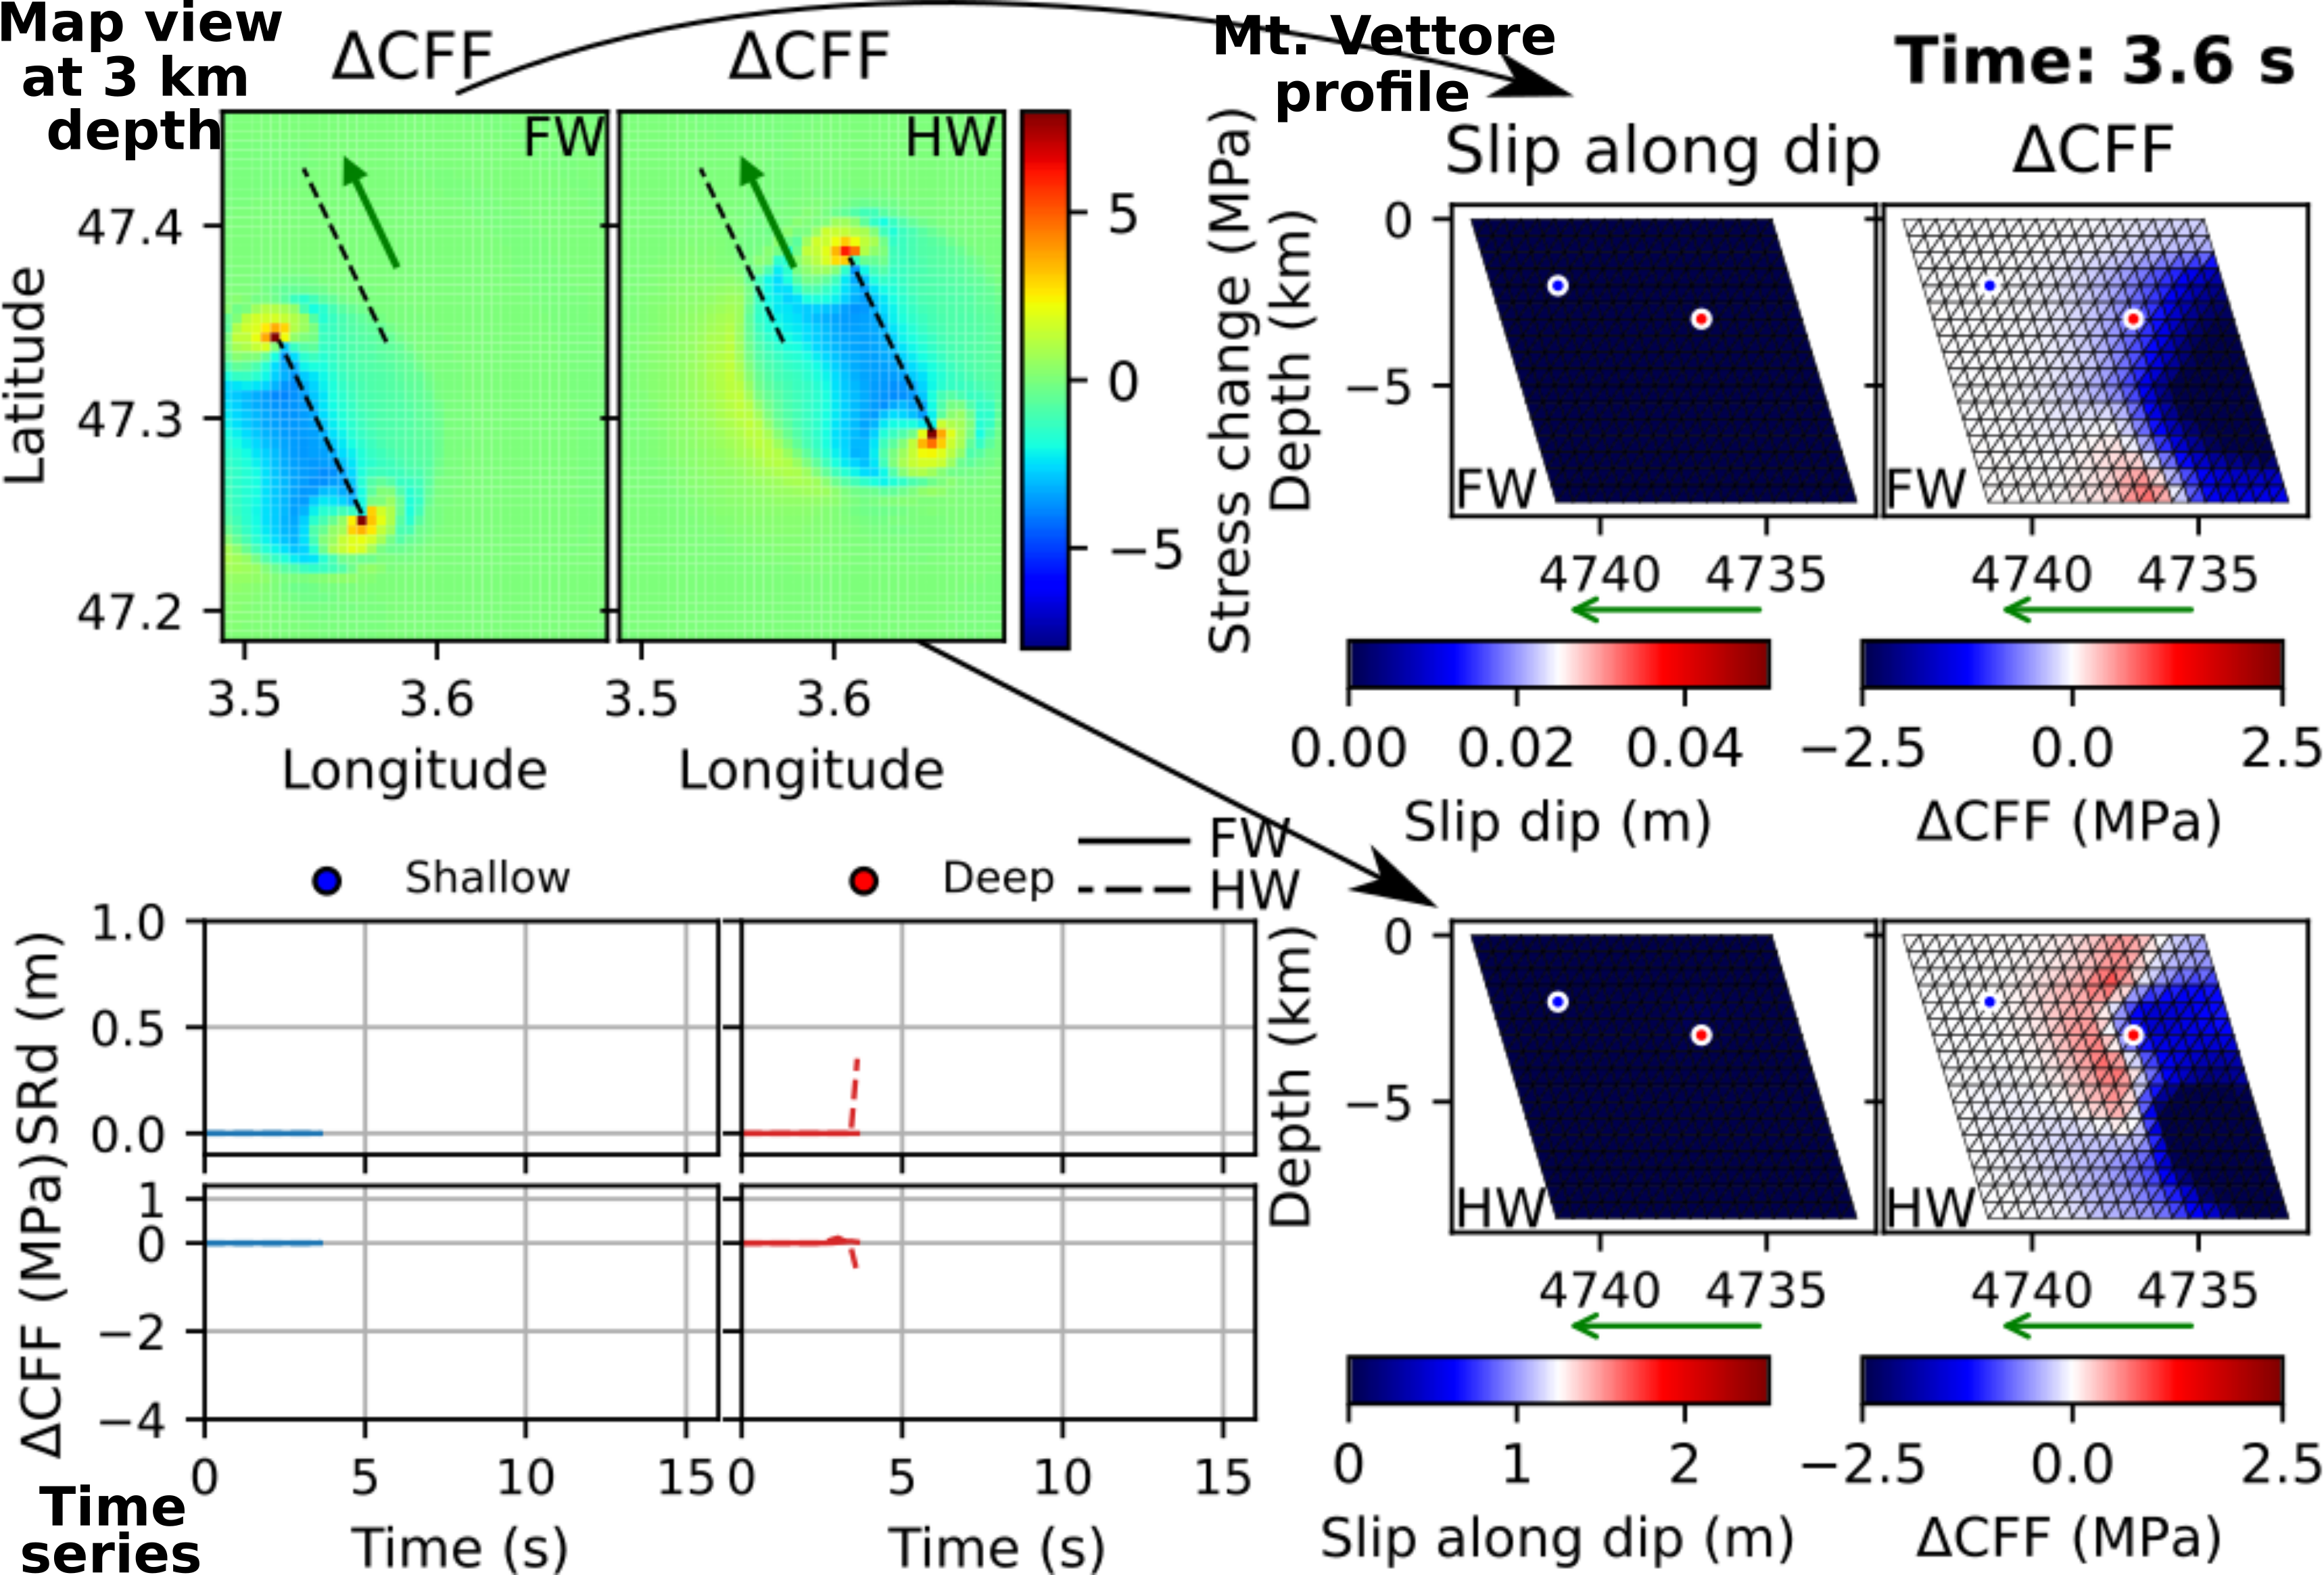 Map view
at 3 km
depth
ΔCFF
ΔCFF
FW
HW
47.4
47.3
47.2
Latitude
3.5
3.6
3.5
3.6
Longitude
Longitude
5
0
−5
Stress change (MPa)
Mt. Vettore
profile
Time: 3.6 s
Slip along dip
ΔCFF
Depth (km)
0
−5
FW
FW
4740
4735
4740
4735
0.00
0.02
0.04
−2.5
0.0
2.5
Slip dip (m)
ΔCFF (MPa)
Shallow
Deep
FW
HW
SRd (m)
1.0
0.5
0.0
ΔCFF (MPa)
1
0
−2
−4
0
5
10
15
0
5
10
15
Time
series
Time (s)
Time (s)
Depth (km)
0
−5
HW
HW
4740
4735
4740
4735
0
1
2
−2.5
0.0
2.5
Slip along dip (m)
ΔCFF (MPa)